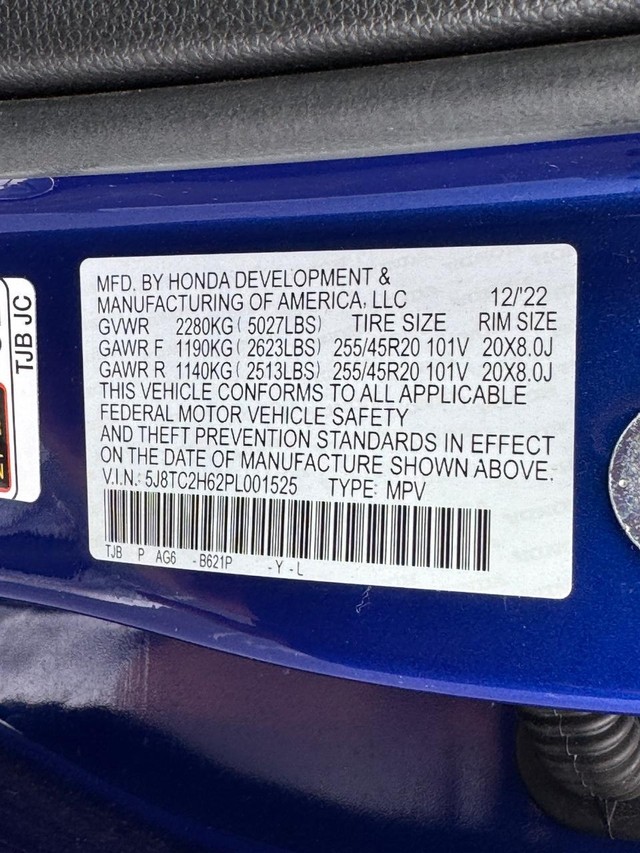 MFD. BY HONDA DEVELOPMENT &
MANUFACTURING OF AMERICA, LLC 12/'22
GVWR 2280KG ( 5027LBS) TIRE SIZE RIM SIZE
GAWR F 1190KG ( 2623LBS) 255/45R20 101V 20X8.0J
GAWR R 1140KG ( 2513LBS) 255/45R20 101V 20X8.0J
THIS VEHICLE CONFORMS TO ALL APPLICABLE
FEDERAL MOTOR VEHICLE SAFETY
AND THEFT PREVENTION STANDARDS IN EFFECT
ON THE DATE OF MANUFACTURE SHOWN ABOVE.
V.I.N.: 5J8TC2H62PL001525 TYPE: MPV
TJB P AG6 -B621P -Y-L
TJB JC